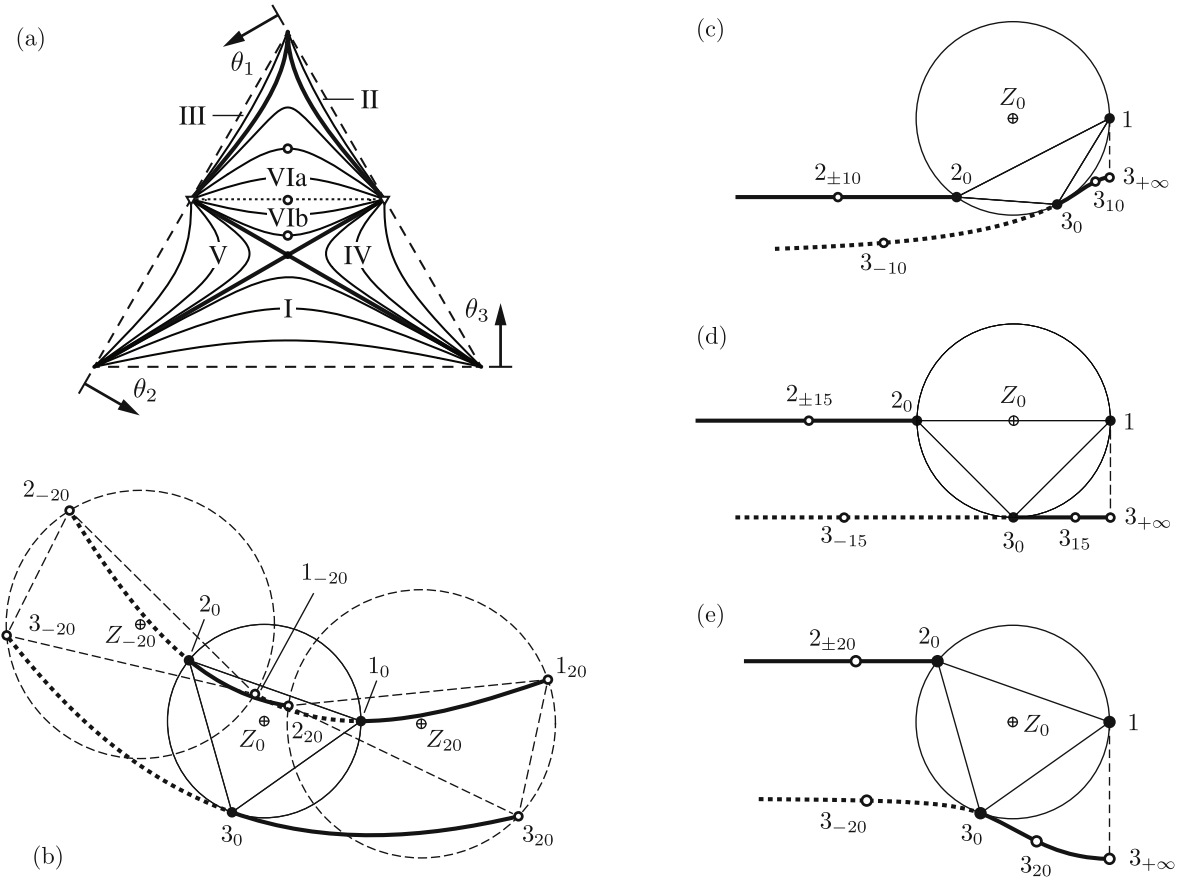 (a)
θ₁
III
II
VIa
VIb
V
IV
I
θ₃
θ₂
2₋₂₀
1₋₂₀
3₋₂₀
Z₋₂₀
2₀
1₀
1₂₀
Z₀
2₂₀
Z₂₀
3₀
3₂₀
(b)
(c)
Z₀
1
2±₁₀
2₀
3₊∞
3₁₀
3₀
3₋₁₀
(d)
2±₁₅
2₀
Z₀
1
3₊∞
3₋₁₅
3₀
3₁₅
(e)
2±₂₀
2₀
Z₀
1
3₋₂₀
3₀
3₂₀
3₊∞